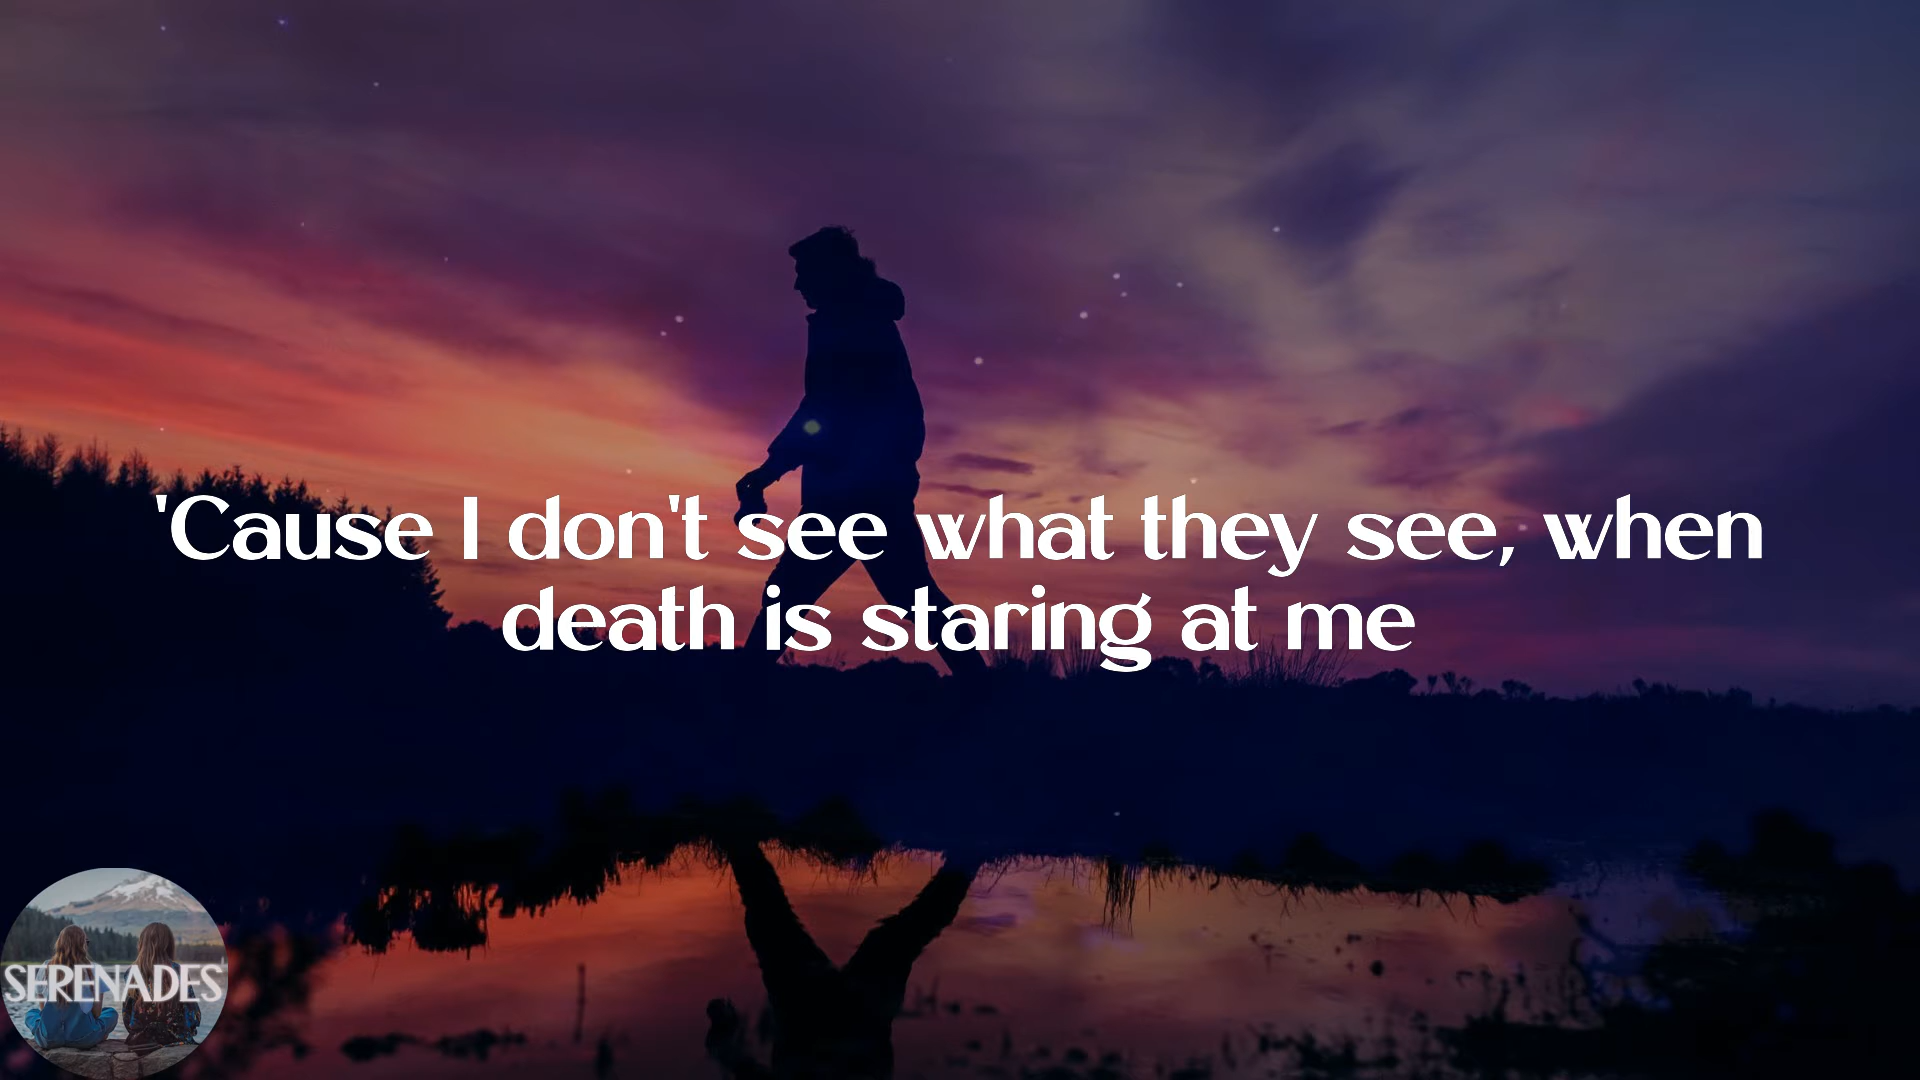 'Cause I don't see what they see, when
death is staring at me
SERENADES